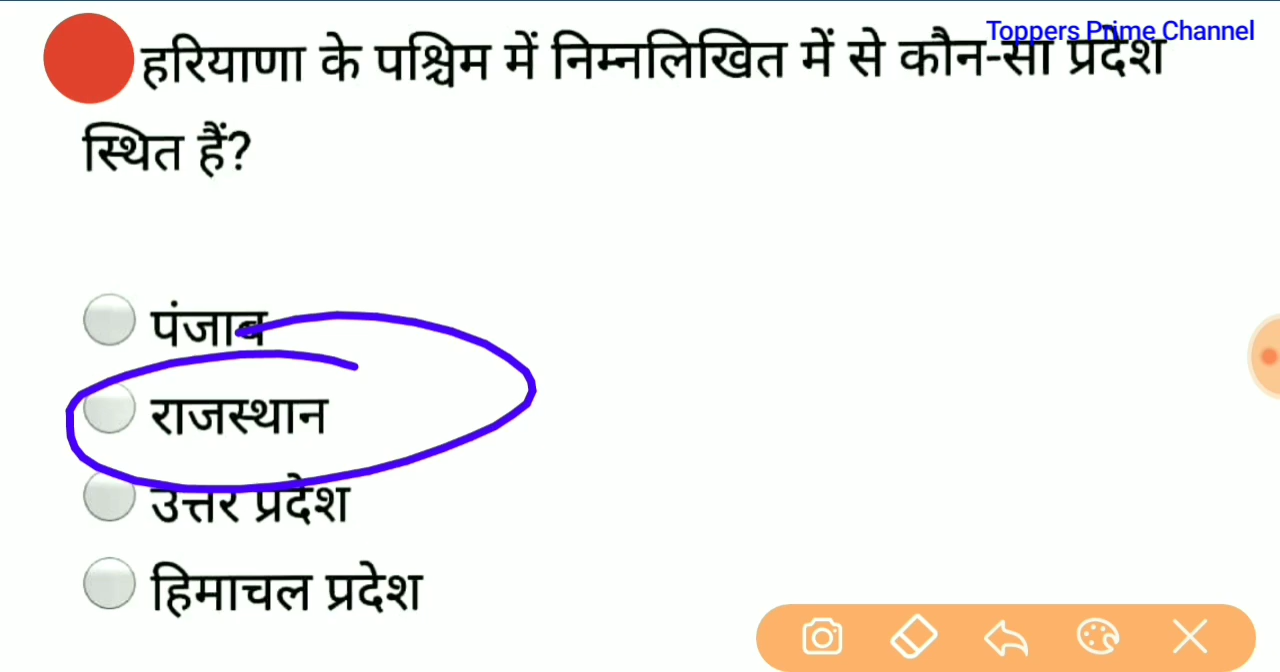 Toppers Prime Channel
हरियाणा के पश्चिम में निम्नलिखित में से कौन-सा प्रदेश
स्थित हैं?
पंजाब
राजस्थान
उत्तर प्रदेश
हिमाचल प्रदेश